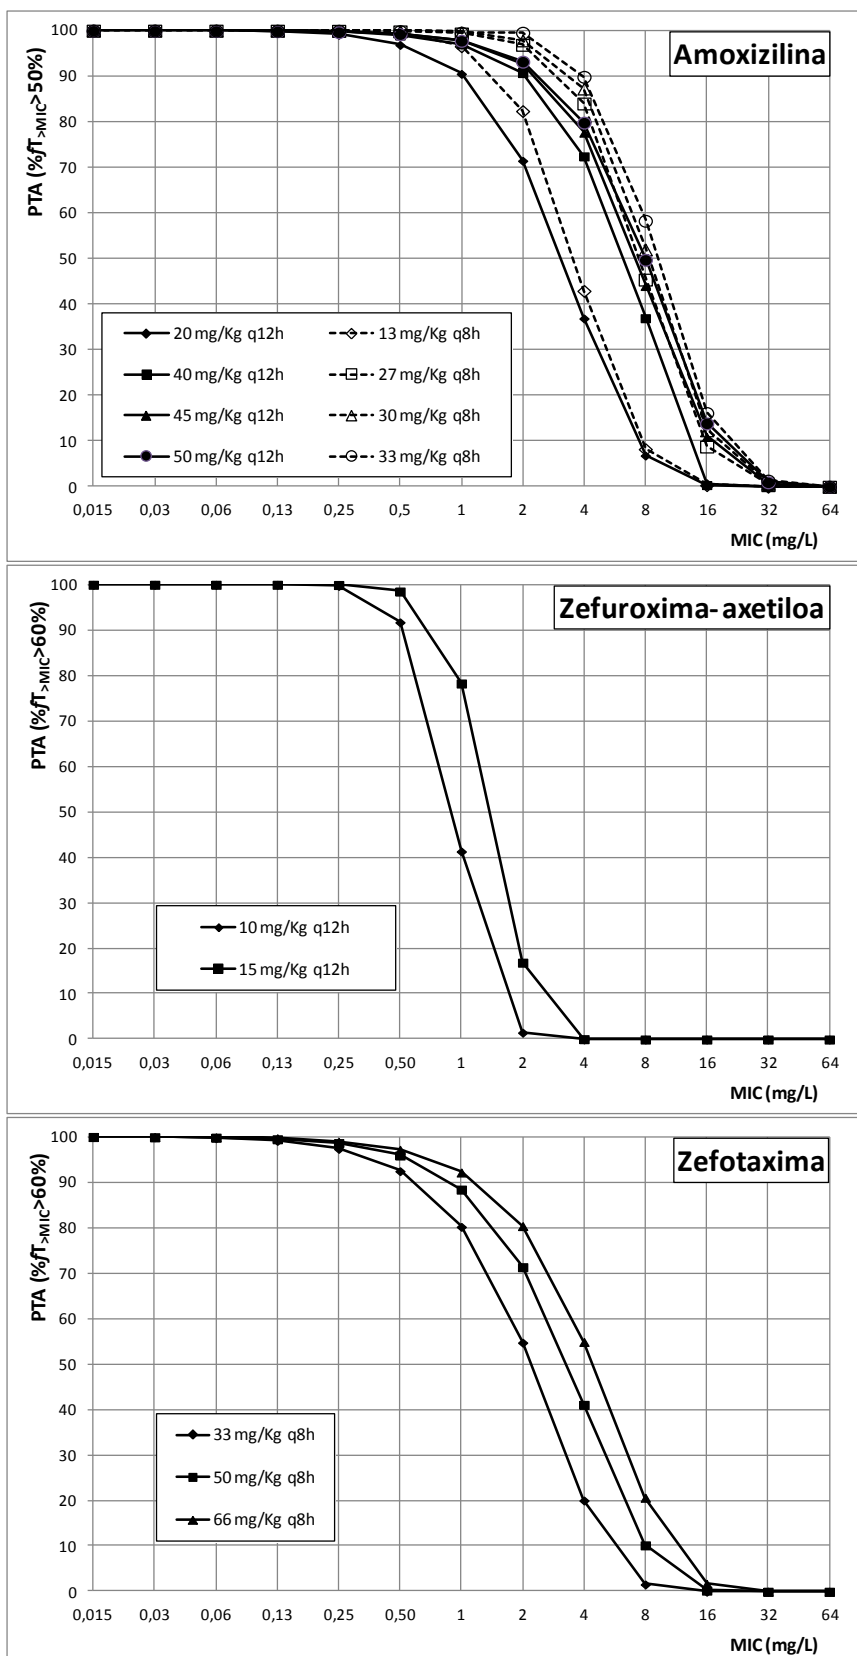 Amoxizilina
PTA (%fT>MIC>50%)
100
90
80
70
60
50
40
30
20
10
0
20 mg/Kg q12h
13 mg/Kg q8h
40 mg/Kg q12h
27 mg/Kg q8h
45 mg/Kg q12h
30 mg/Kg q8h
50 mg/Kg q12h
33 mg/Kg q8h
0,015 0,03 0,06 0,13 0,25 0,5 1 2 4 8 16 32 64
MIC (mg/L)
Zefuroxima-axetiloa
PTA (%fT>MIC>60%)
100
90
80
70
60
50
40
30
20
10
0
10 mg/Kg q12h
15 mg/Kg q12h
0,015 0,03 0,06 0,13 0,25 0,50 1 2 4 8 16 32 64
MIC (mg/L)
Zefotaxima
PTA (%fT>MIC>60%)
100
90
80
70
60
50
40
30
20
10
0
33 mg/Kg q8h
50 mg/Kg q8h
66 mg/Kg q8h
0,015 0,03 0,06 0,13 0,25 0,50 1 2 4 8 16 32 64
MIC (mg/L)